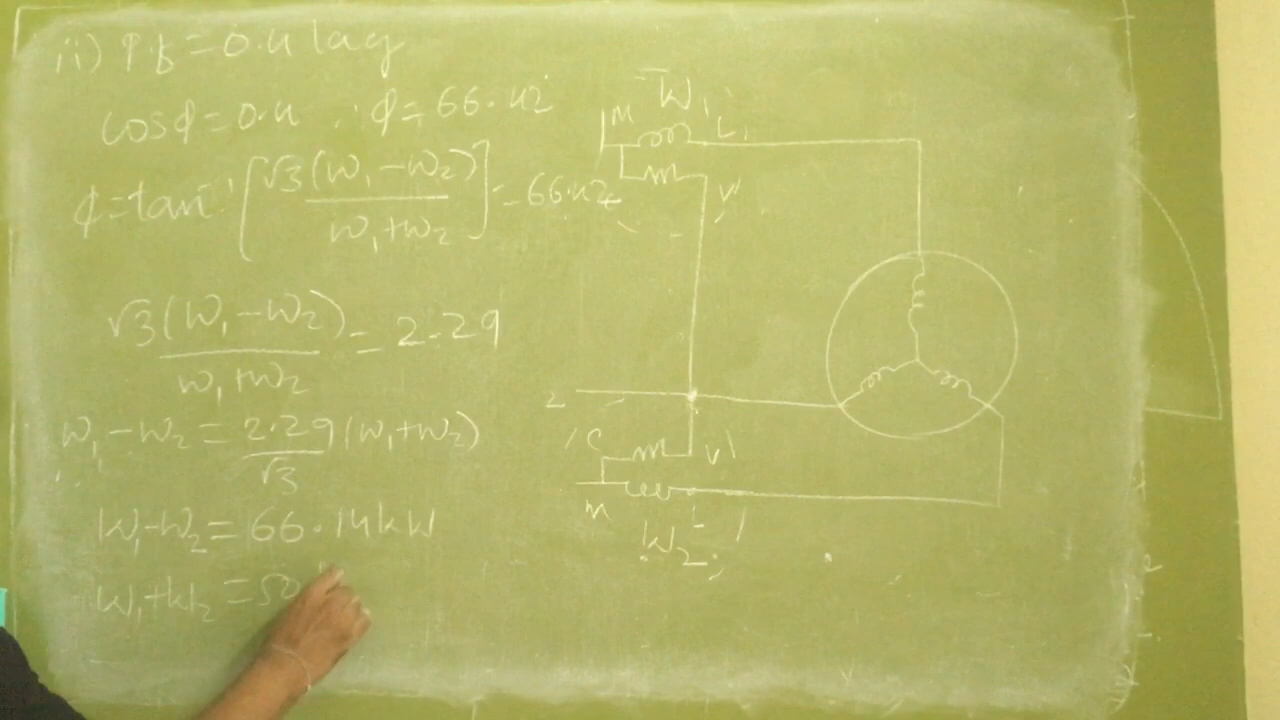 ii) P.f = 0.4 lag
cosφ = 0.4 ∴ φ = 66.42
φ = tan⁻¹ [√3(W₁-W₂) / W₁+W₂] = 66.42
√3(W₁-W₂) / W₁+W₂ = 2.29
W₁-W₂ = 2.29/√3 (W₁+W₂)
W₁-W₂ = 66.14kW
W₁+W₂ = 50
W₁
M
L
V
2
C
V
M
L
W₂